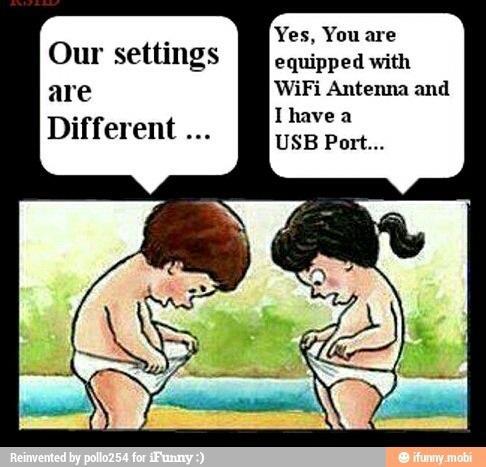 Our settings
are
Different ...
Yes, You are
equipped with
WiFi Antenna and
I have a
USB Port...
Reinvented by pollo254 for iFunny :)
ifunny.mobi